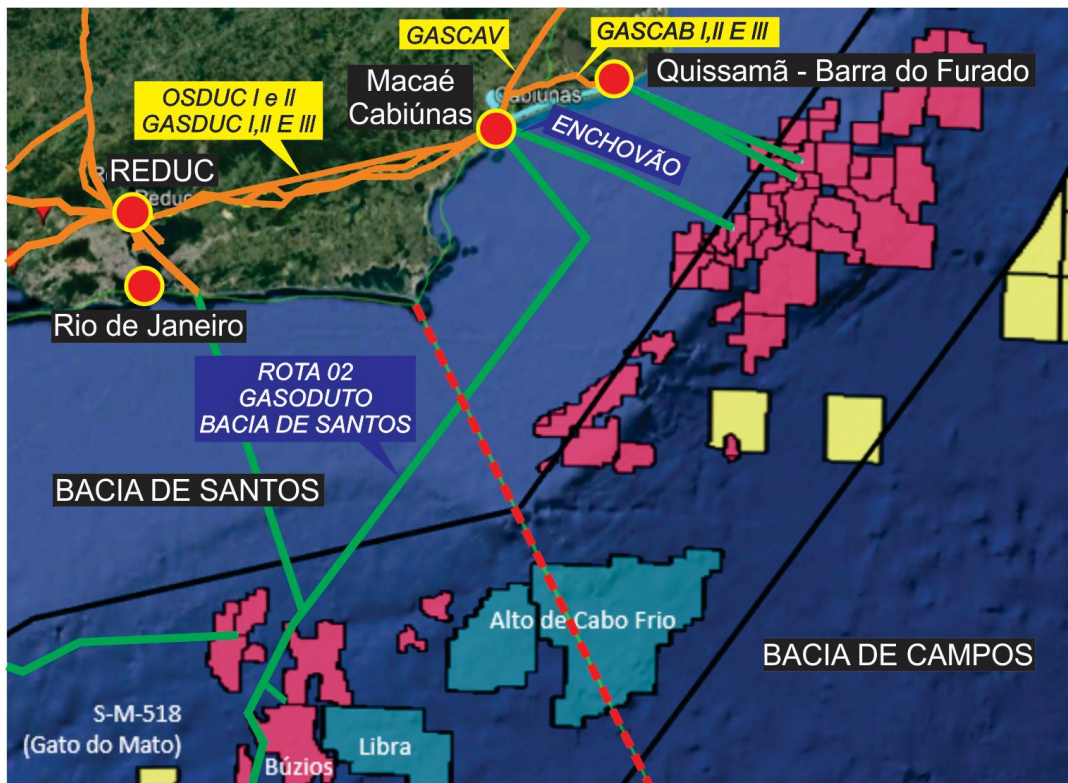 GASCAV
GASCAB I,II E III
Macaé
Cabiúnas
Quissamã - Barra do Furado
Cabiúnas
OSDUC I e II
GASDUC I,II E III
ENCHOVÃO
REDUC
Reduc
Rio de Janeiro
ROTA 02
GASODUTO
BACIA DE SANTOS
BACIA DE SANTOS
Alto de Cabo Frio
BACIA DE CAMPOS
S-M-518
(Gato do Mato)
Libra
Búzios